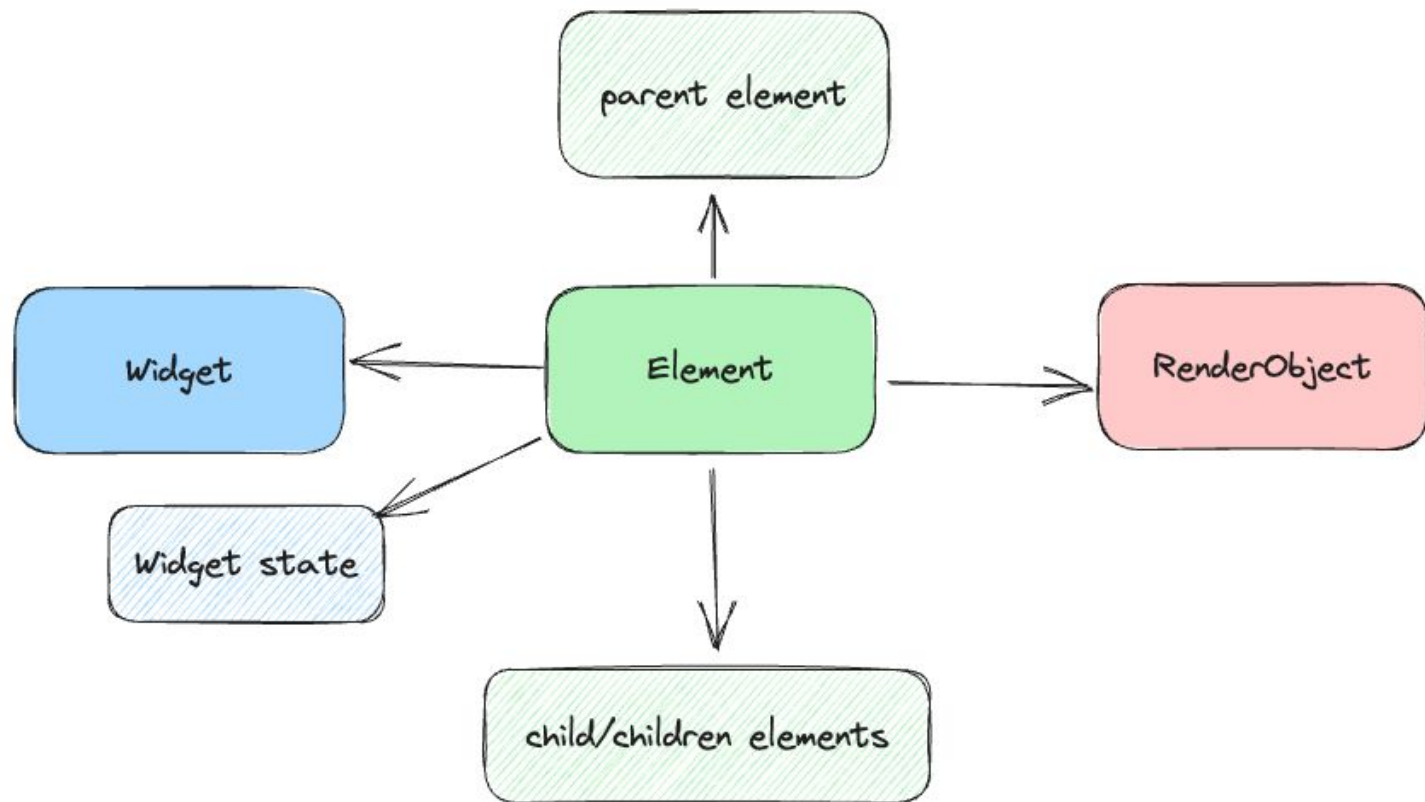 parent element
Widget
Element
RenderObject
Widget state
child/children elements